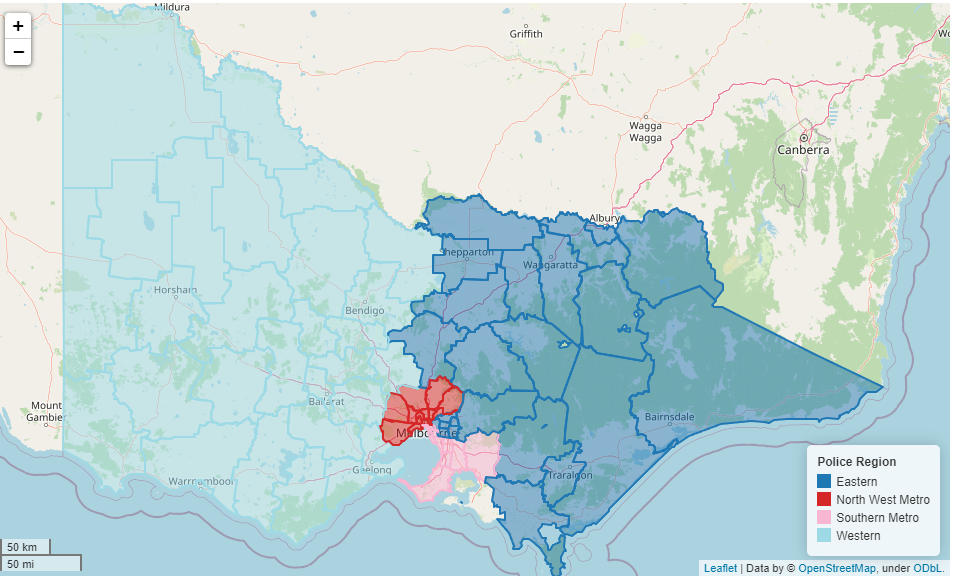 Mildura
+
−
Griffith
Wagga
Wagga
Canberra
Albury
Shepparton
Wangaratta
Horsham
Bendigo
Mount
Gambier
Ballarat
Melbourne
Bairnsdale
Geelong
Traralgon
Warrnambool
Police Region
Eastern
North West Metro
Southern Metro
Western
50 km
50 mi
Leaflet | Data by © OpenStreetMap, under ODbL.